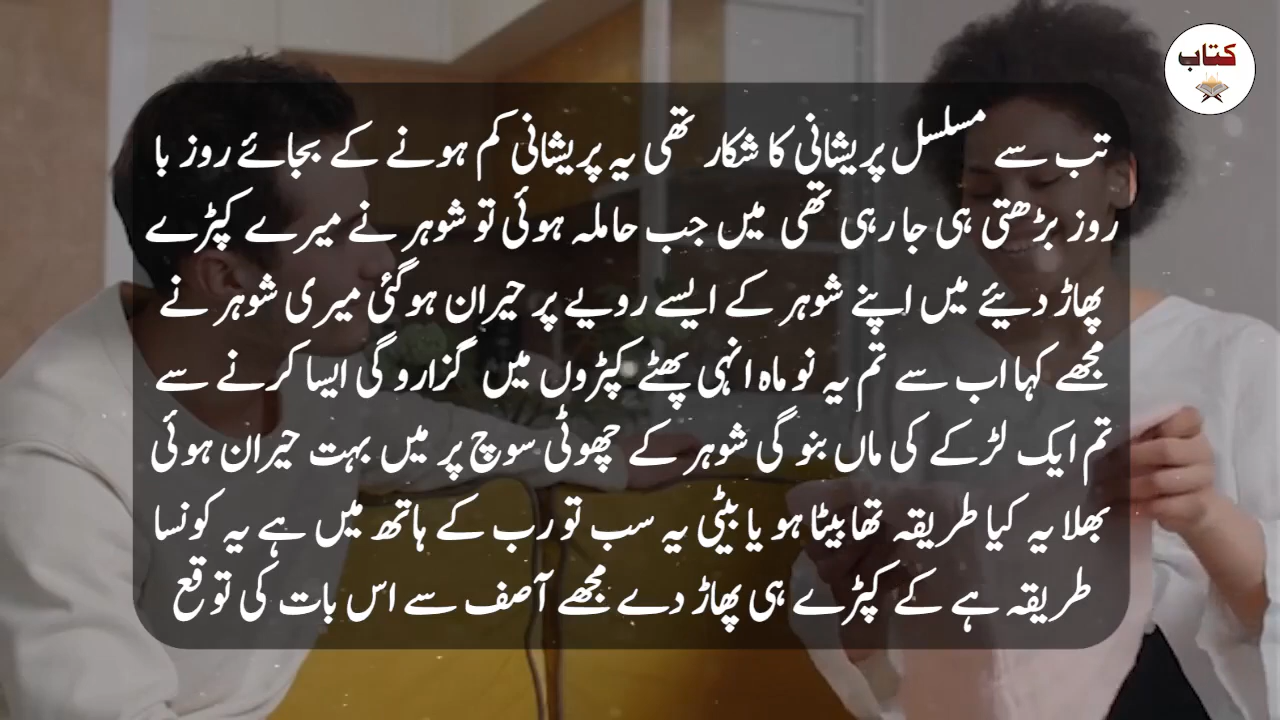 کتاب
تب سے مسلسل پریشانی کا شکار تھی یہ پریشانی کم ہونے کے بجائے روز با
روز بڑھتی ہی جا رہی تھی میں جب حاملہ ہوئی تو شوہر نے میرے کپڑے
پھاڑ دیئے میں اپنے شوہر کے ایسے رویے پر حیران ہوگئی میری شوہر نے
مجھے کہا اب سے تم یہ نو ماہ انہی پھٹے کپڑوں میں گزارو گی ایسا کرنے سے
تم ایک لڑکے کی ماں بنو گی شوہر کے چھوٹی سوچ پر میں بہت حیران ہوئی
بھلا یہ کیا طریقہ تھا بیٹا ہو یا بیٹی یہ سب تو رب کے ہاتھ میں ہے یہ کونسا
طریقہ ہے کے کپڑے ہی پھاڑ دے مجھے آصف سے اس بات کی توقع